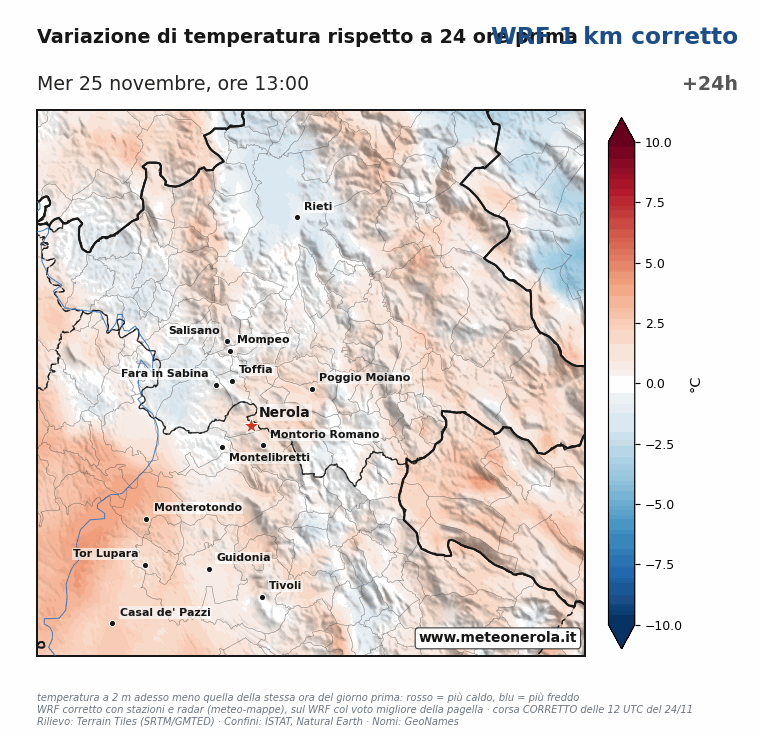 Variazione di temperatura rispetto a 24 ore prima
WRF 1 km corretto
Mer 25 novembre, ore 13:00
+24h
Rieti
Salisano
Mompeo
Fara in Sabina
Toffia
Poggio Moiano
Nerola
Montorio Romano
Montelibretti
Monterotondo
Tor Lupara
Guidonia
Tivoli
Casal de' Pazzi
www.meteonerola.it
10.0
7.5
5.0
2.5
0.0
−2.5
−5.0
−7.5
−10.0
°C
temperatura a 2 m adesso meno quella della stessa ora del giorno prima: rosso = più caldo, blu = più freddo
WRF corretto con stazioni e radar (meteo-mappe), sul WRF col voto migliore della pagella · corsa CORRETTO delle 12 UTC del 24/11
Rilievo: Terrain Tiles (SRTM/GMTED) · Confini: ISTAT, Natural Earth · Nomi: GeoNames